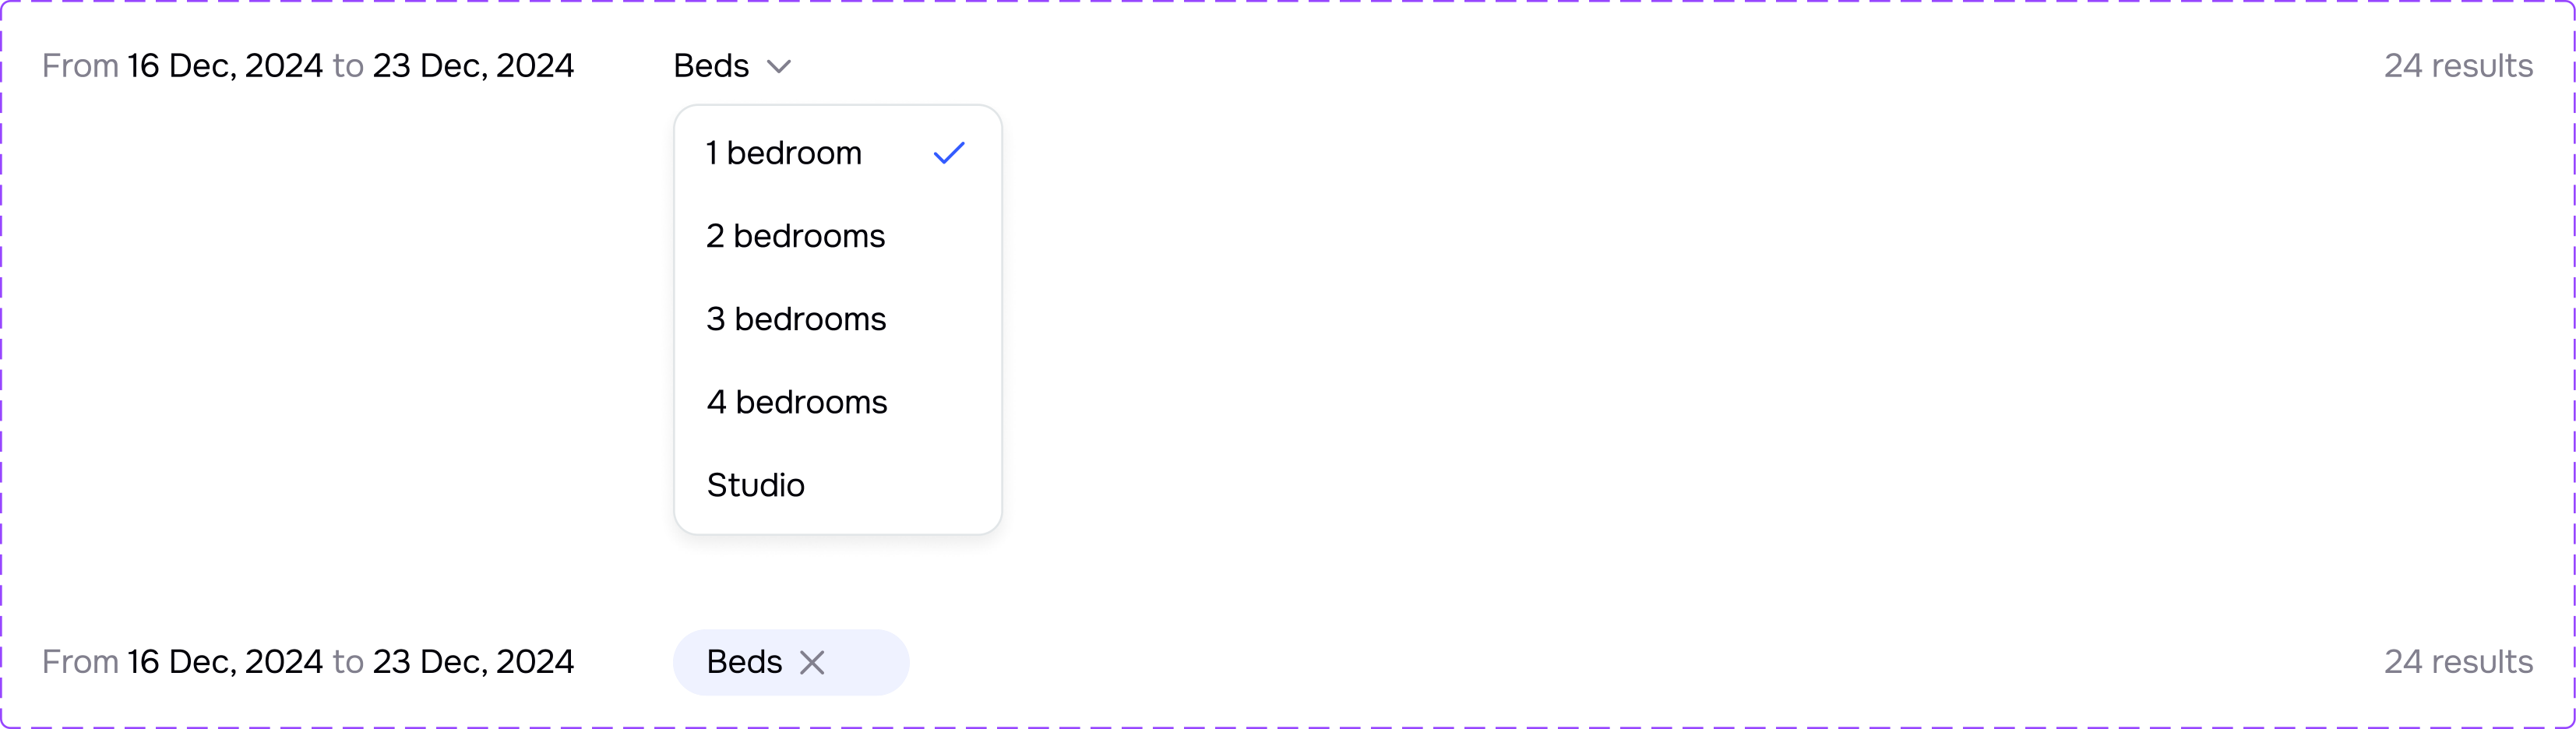 From 16 Dec, 2024 to 23 Dec, 2024 Beds 24 results
1 bedroom
2 bedrooms
3 bedrooms
4 bedrooms
Studio
From 16 Dec, 2024 to 23 Dec, 2024 Beds 24 results